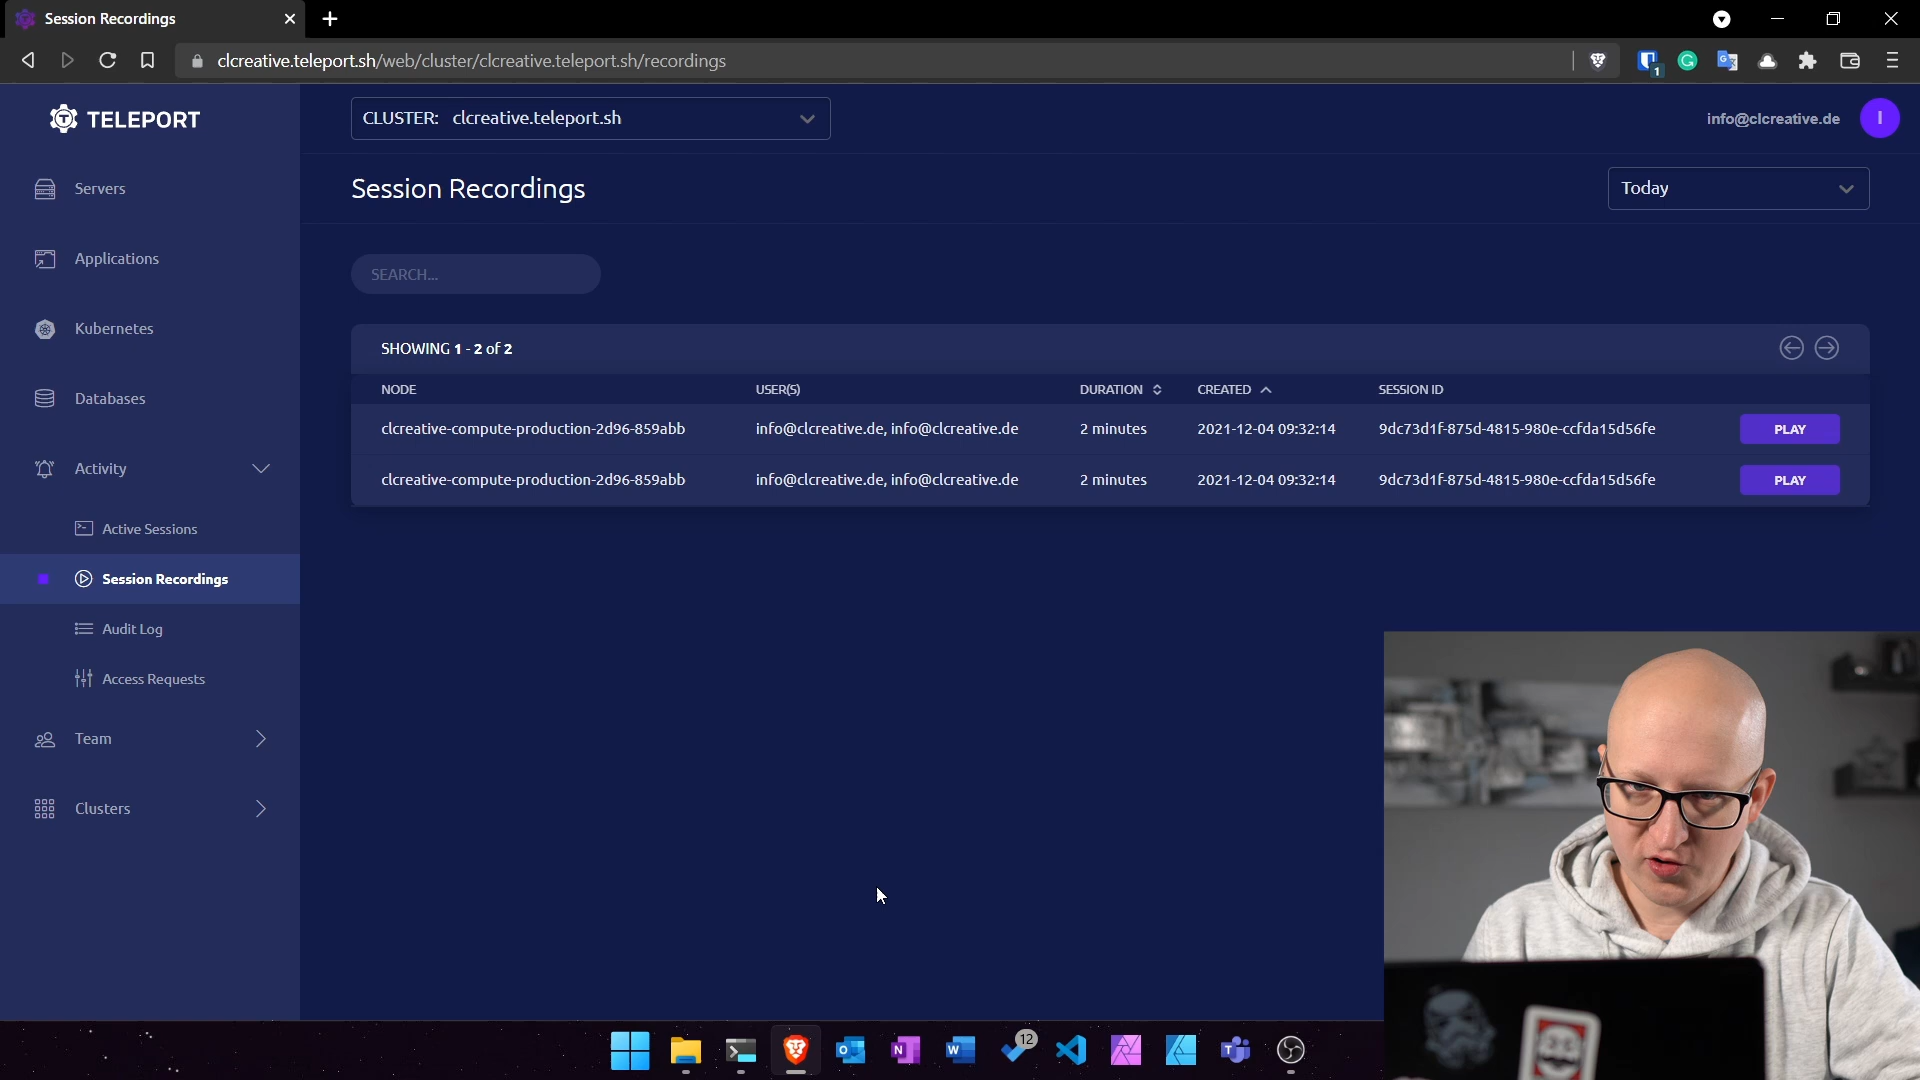 Session Recordings
clcreative.teleport.sh/web/cluster/clcreative.teleport.sh/recordings
1
TELEPORT
CLUSTER: clcreative.teleport.sh
info@clcreative.de
I
Servers
Session Recordings
Today
Applications
SEARCH...
Kubernetes
SHOWING 1 - 2 of 2
NODE USER(S) DURATION CREATED SESSION ID
Databases
clcreative-compute-production-2d96-859abb info@clcreative.de, info@clcreative.de 2 minutes 2021-12-04 09:32:14 9dc73d1f-875d-4815-980e-ccfda15d56fe PLAY
Activity
clcreative-compute-production-2d96-859abb info@clcreative.de, info@clcreative.de 2 minutes 2021-12-04 09:32:14 9dc73d1f-875d-4815-980e-ccfda15d56fe PLAY
Active Sessions
Session Recordings
Audit Log
Access Requests
Team
Clusters
12